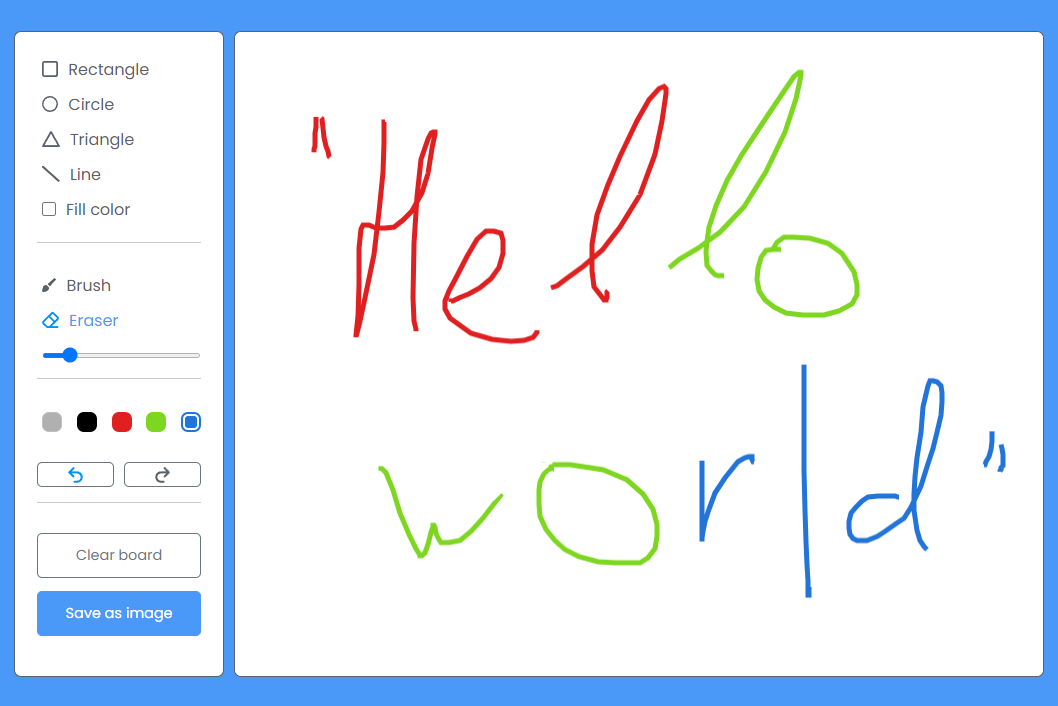 Rectangle
Circle
Triangle
Line
Fill color
Brush
Eraser
Clear board
Save as image
"Hello
world"